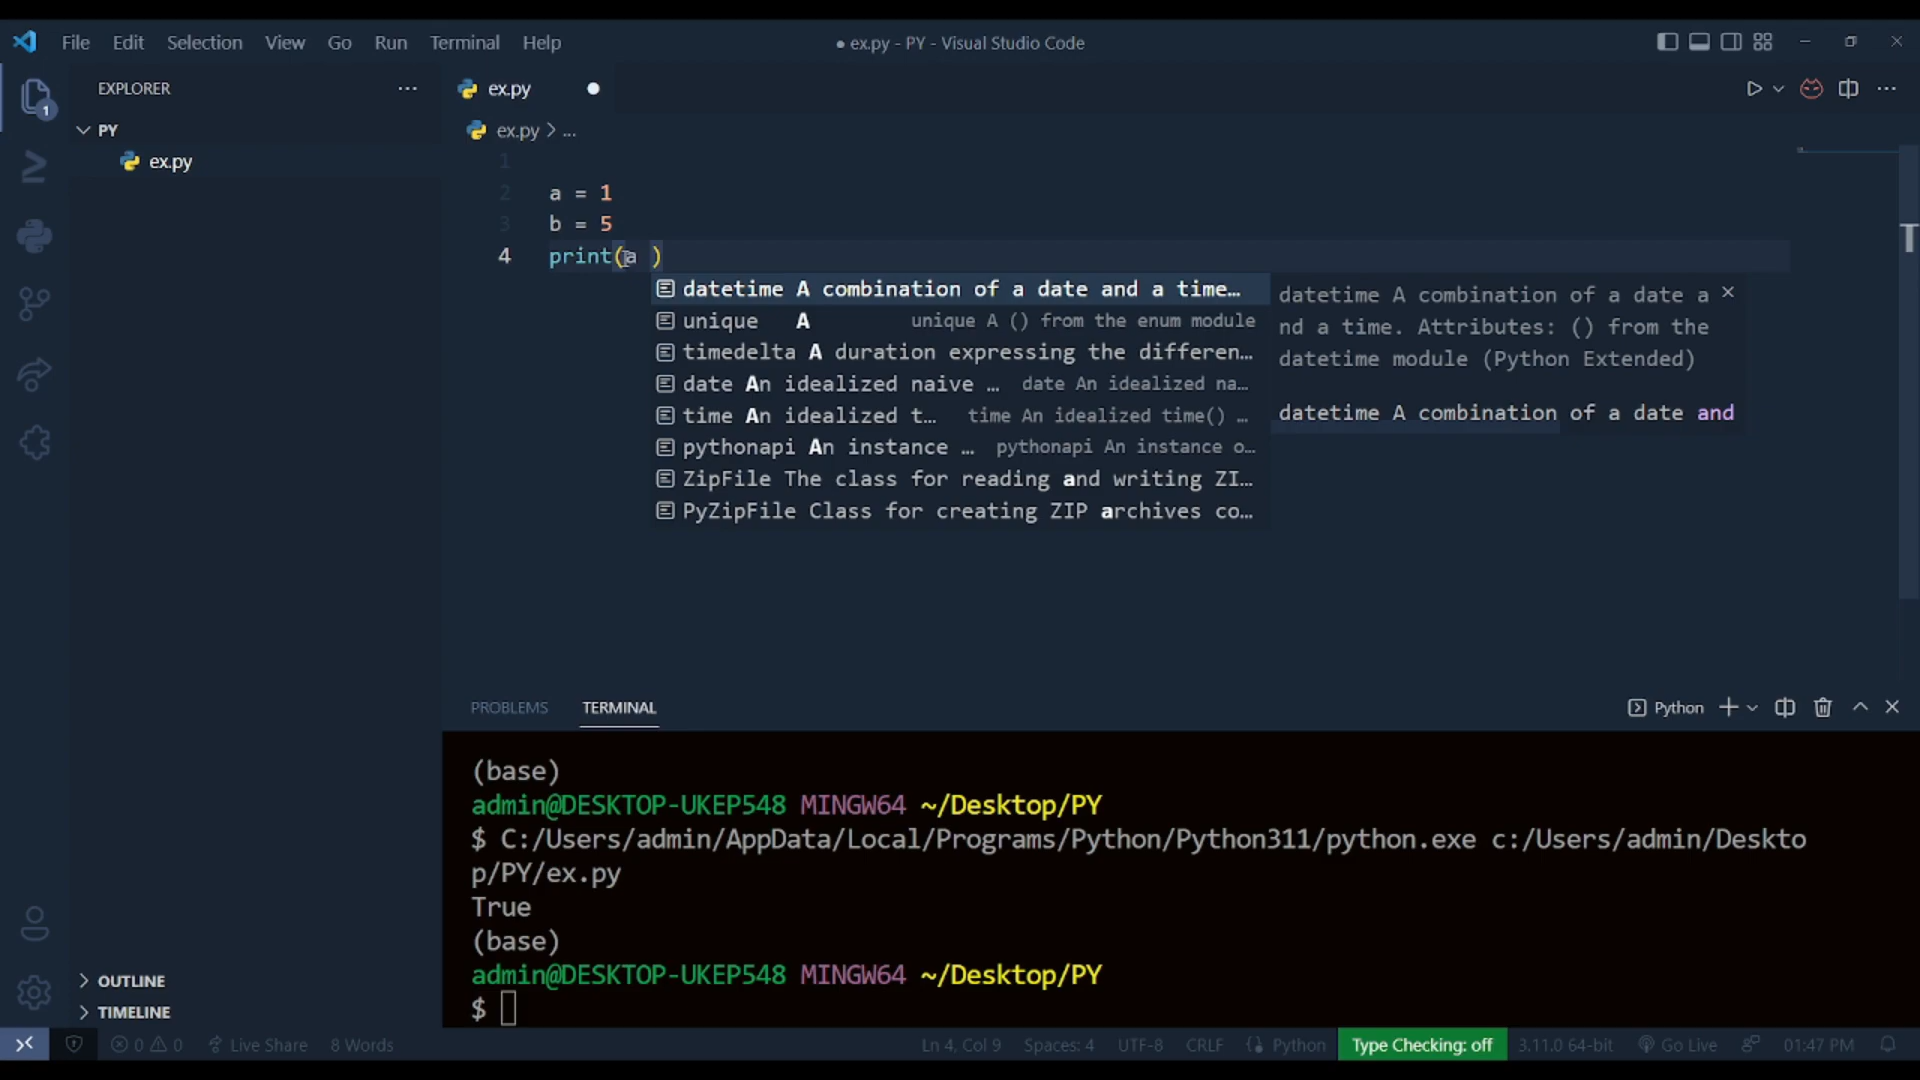 File Edit Selection View Go Run Terminal Help
● ex.py - PY - Visual Studio Code
EXPLORER
ex.py
1
PY
ex.py > ...
ex.py
1
2 a = 1
3 b = 5
4 print(a )
datetime A combination of a date and a time…
unique A unique A () from the enum module
timedelta A duration expressing the differen…
date An idealized naive … date An idealized na…
time An idealized t… time An idealized time() …
pythonapi An instance … pythonapi An instance o…
ZipFile The class for reading and writing ZI…
PyZipFile Class for creating ZIP archives co…
datetime A combination of a date a
nd a time. Attributes: () from the
datetime module (Python Extended)
datetime A combination of a date and
T
PROBLEMS TERMINAL
Python
(base)
admin@DESKTOP-UKEP548 MINGW64 ~/Desktop/PY
$ C:/Users/admin/AppData/Local/Programs/Python/Python311/python.exe c:/Users/admin/Deskto
p/PY/ex.py
True
(base)
admin@DESKTOP-UKEP548 MINGW64 ~/Desktop/PY
$
OUTLINE
TIMELINE
0 0 Live Share 8 Words Ln 4, Col 9 Spaces: 4 UTF-8 CRLF Python Type Checking: off 3.11.0 64-bit Go Live 01:47 PM